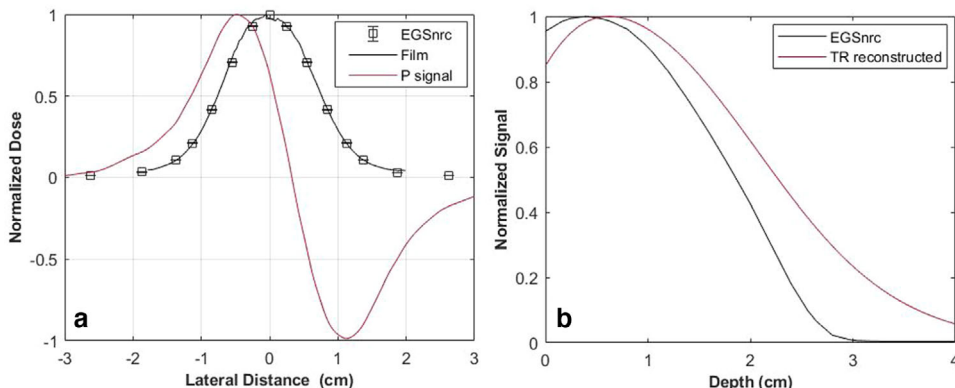 1
0.5
0
-0.5
-1
-3
-2
-1
0
1
2
3
Normalized Dose
Lateral Distance (cm)
EGSnrc
Film
P signal
a
1
0.8
0.6
0.4
0.2
0
0
1
2
3
4
Normalized Signal
Depth (cm)
EGSnrc
TR reconstructed
b